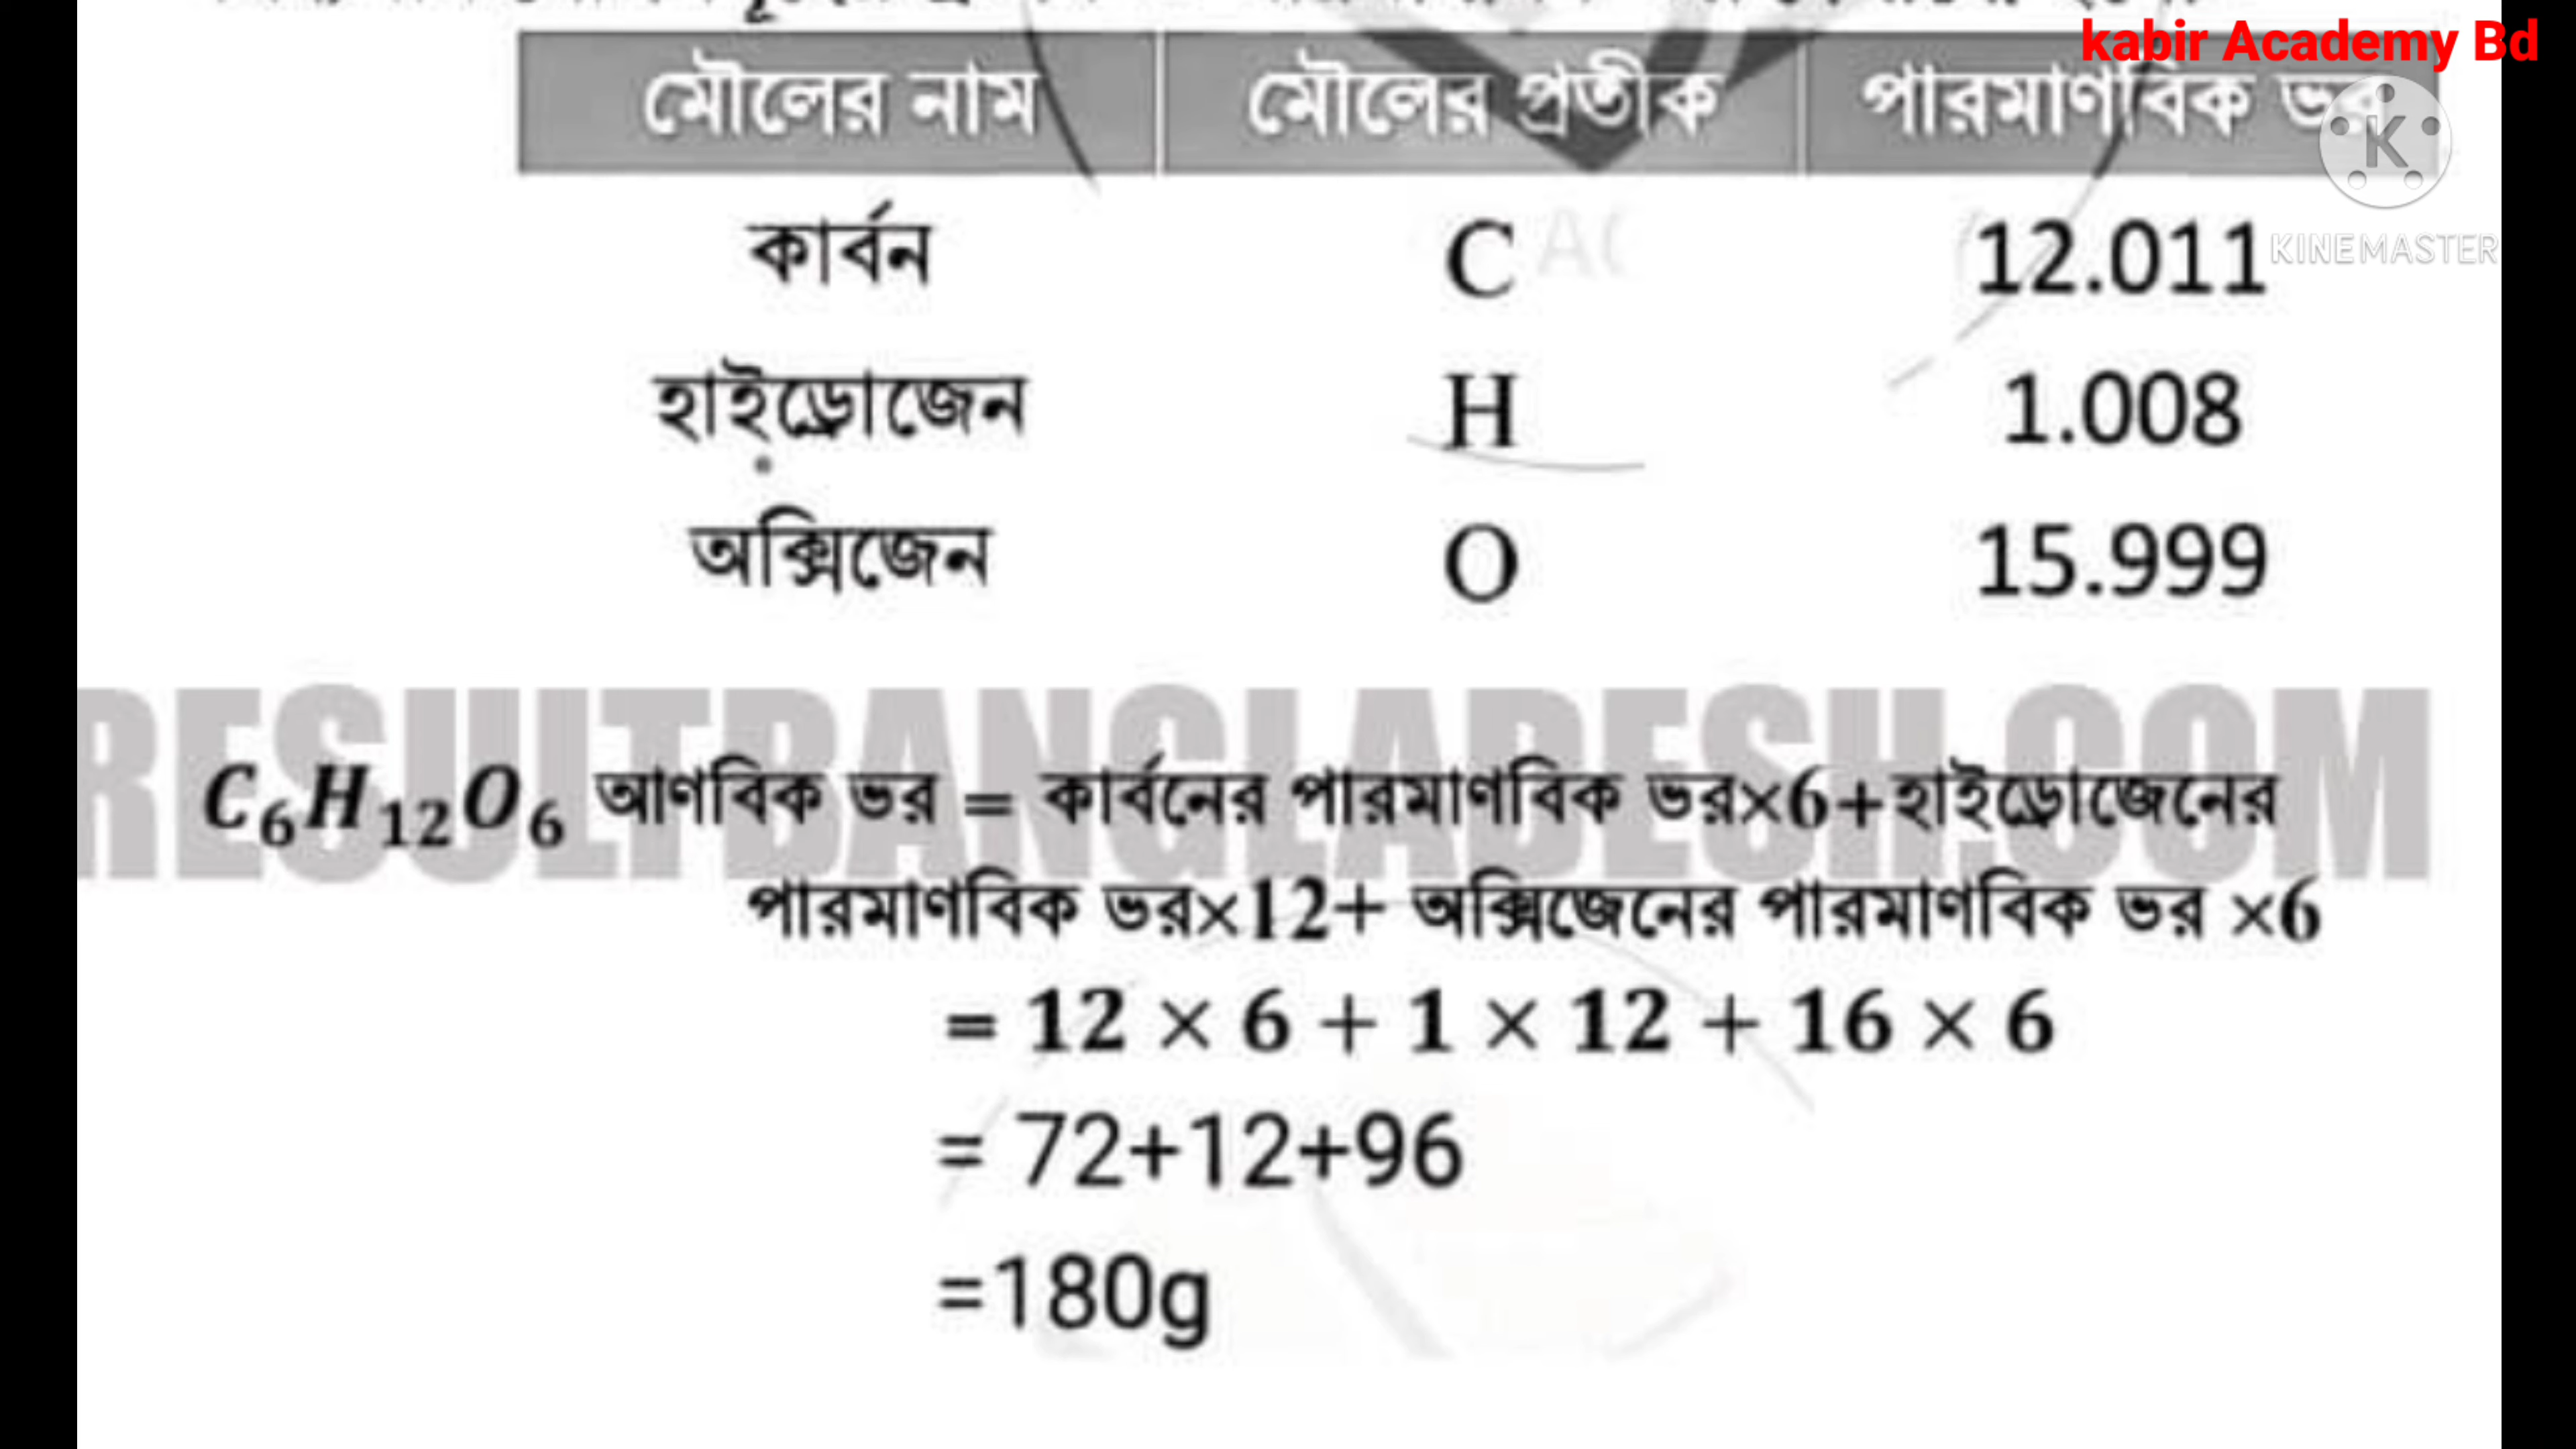 kabir Academy Bd
মৌলের নাম মৌলের প্রতীক পারমাণবিক ভর
K
KINEMASTER
কার্বন C 12.011
হাইড্রোজেন H 1.008
অক্সিজেন O 15.999
RESULTBANGLADESH.COM
C₆H₁₂O₆ আণবিক ভর = কার্বনের পারমাণবিক ভর×6+হাইড্রোজেনের
পারমাণবিক ভর×12+ অক্সিজেনের পারমাণবিক ভর ×6
= 12 × 6 + 1 × 12 + 16 × 6
= 72+12+96
=180g